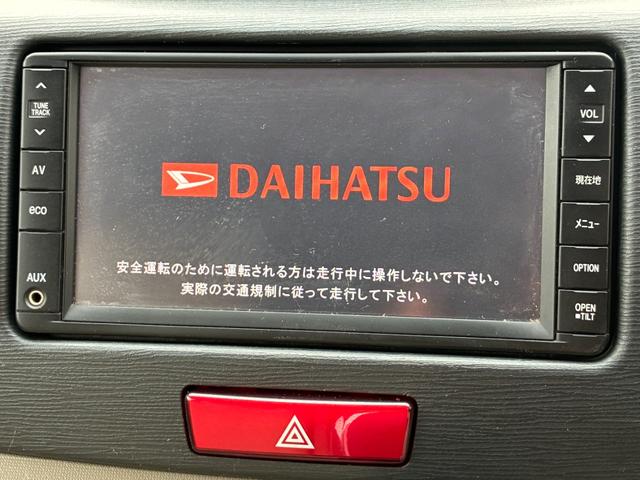 TUNE
TRACK
AV
eco
AUX
DAIHATSU
安全運転のために運転される方は走行中に操作しないで下さい。
実際の交通規制に従って走行して下さい。
VOL
現在地
メニュー
OPTION
OPEN
TILT